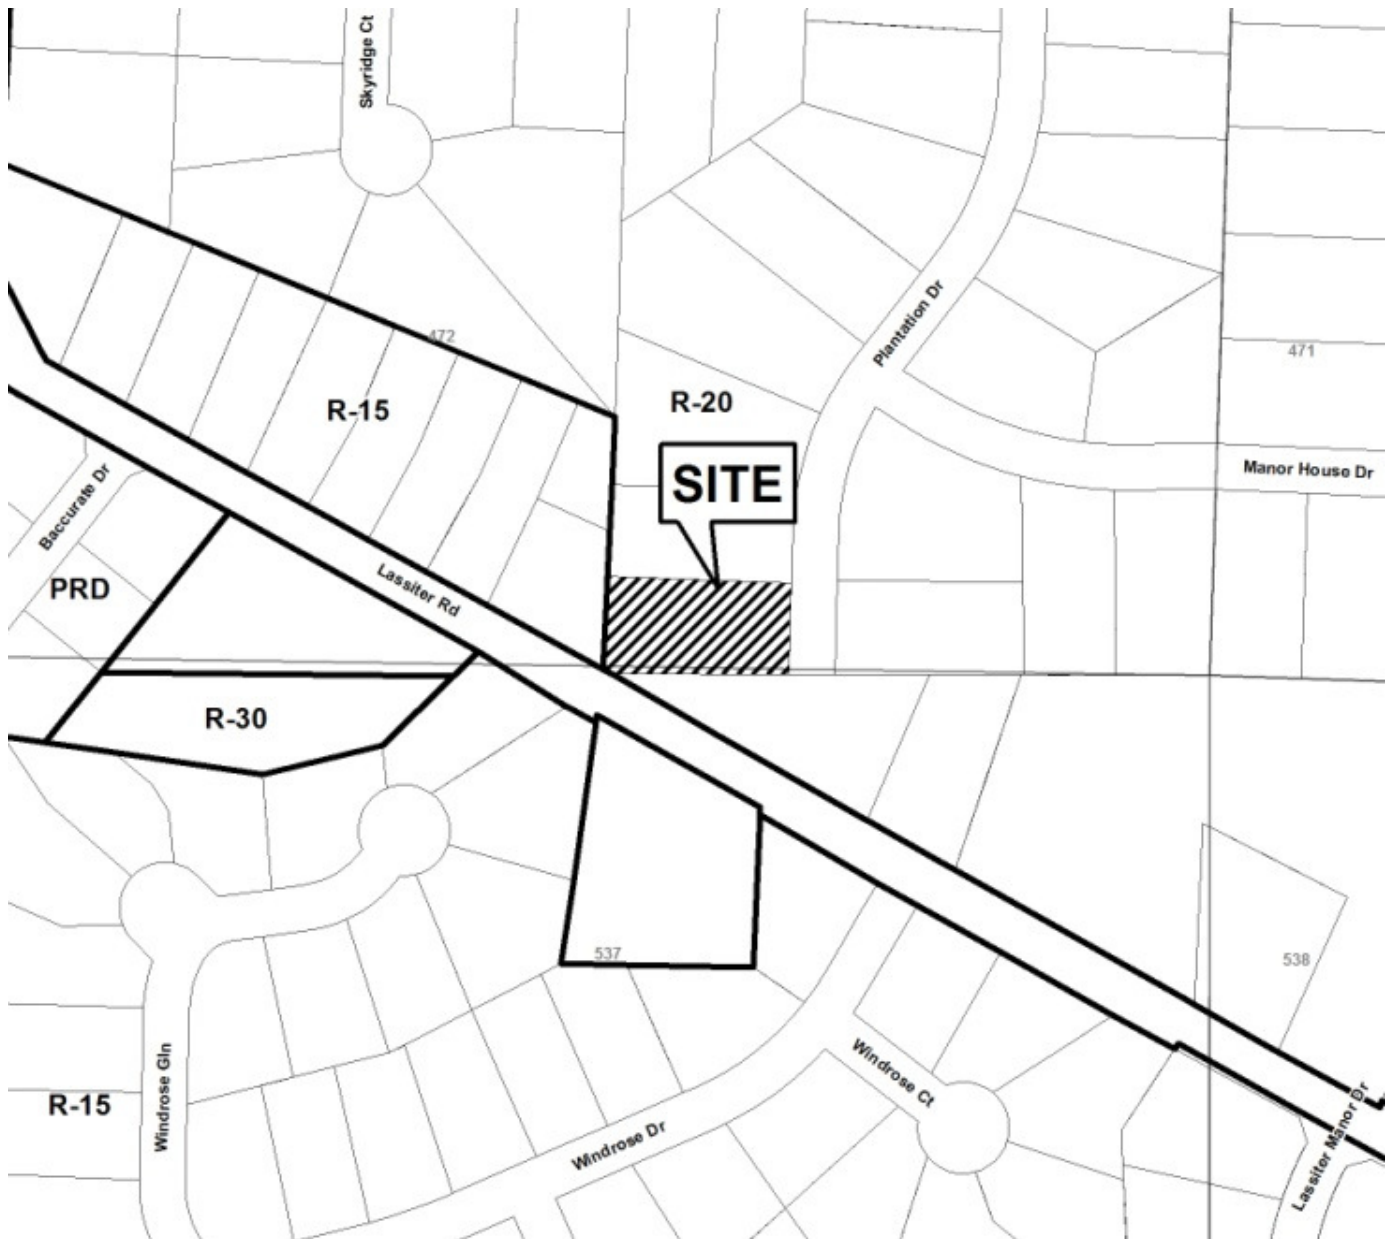 Skyridge Ct
Plantation Dr
472
471
R-15
R-20
SITE
Manor House Dr
Baccurate Dr
PRD
Lassiter Rd
R-30
537
538
Windrose Gln
R-15
Windrose Ct
Windrose Dr
Lassiter Manor Dr